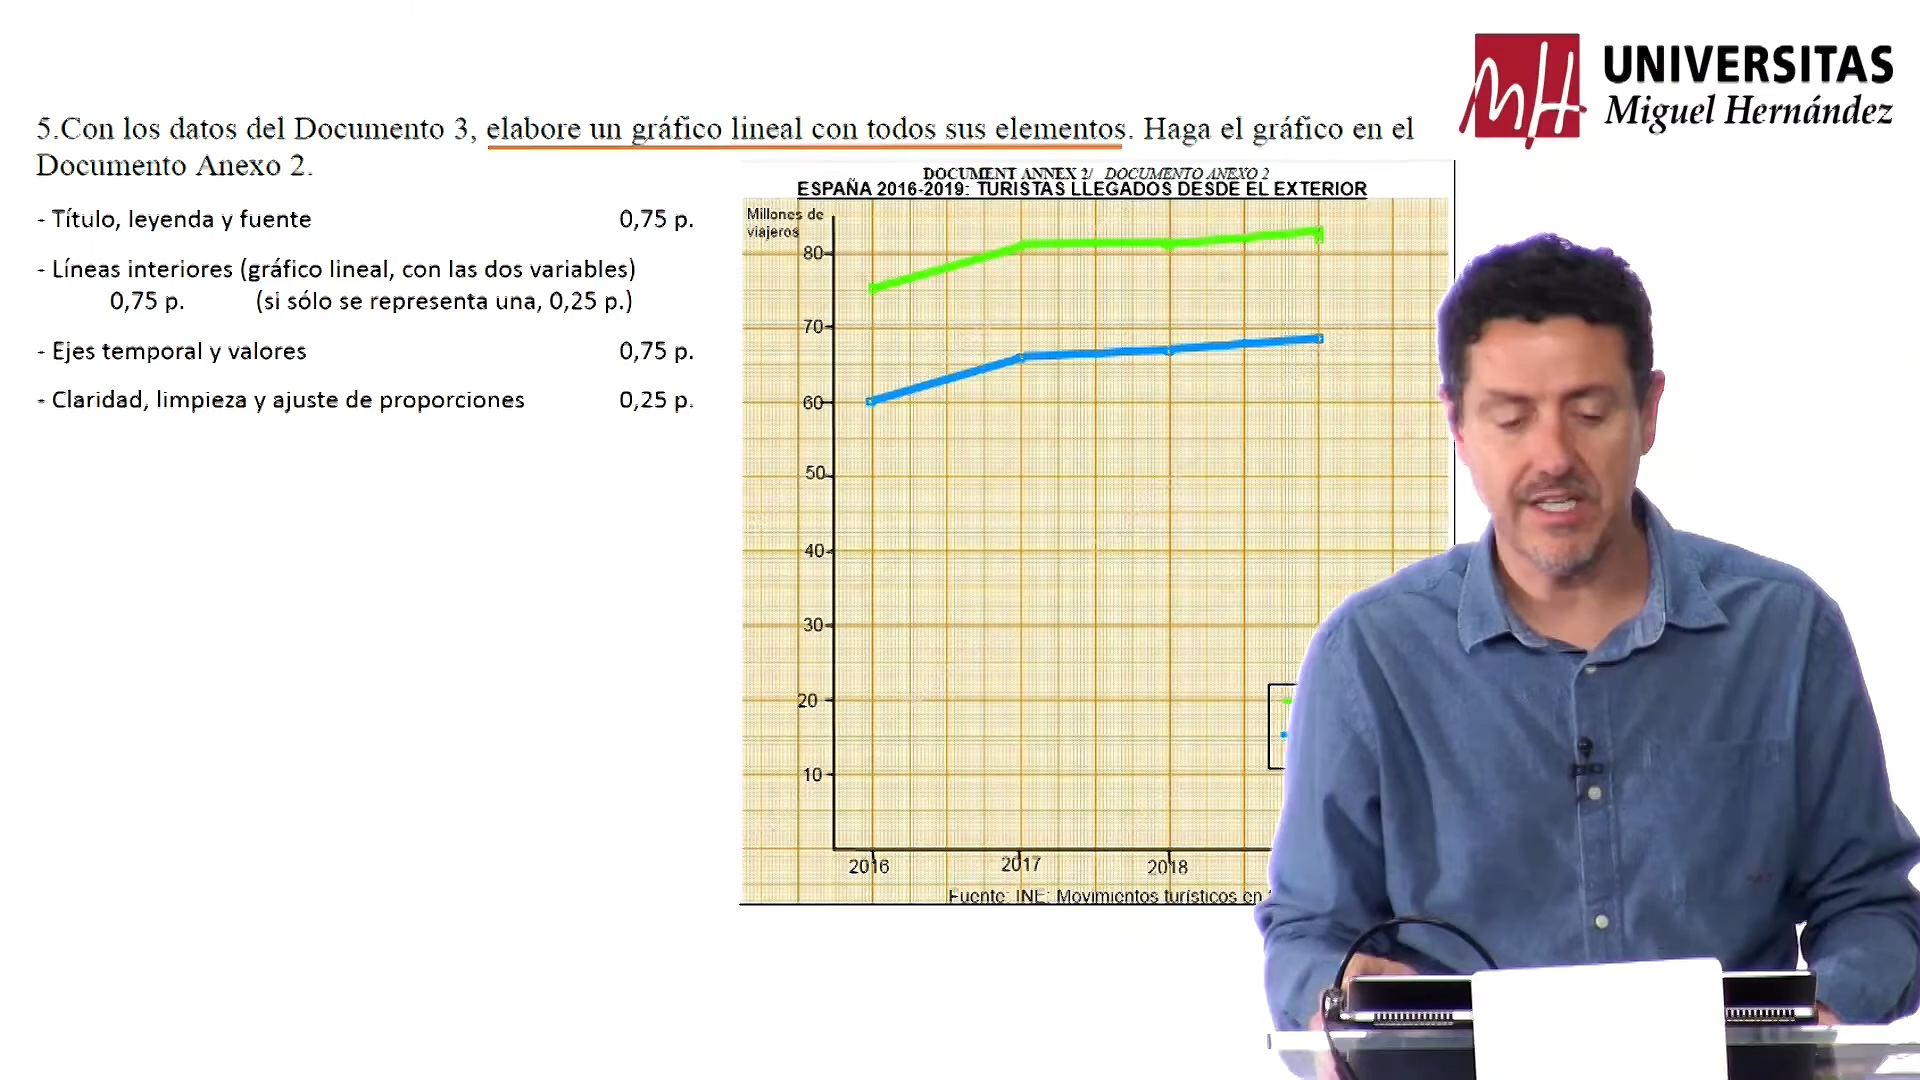 UNIVERSITAS
Miguel Hernández
5.Con los datos del Documento 3, elabore un gráfico lineal con todos sus elementos. Haga el gráfico en el
Documento Anexo 2.
- Título, leyenda y fuente 0,75 p.
- Líneas interiores (gráfico lineal, con las dos variables)
0,75 p. (si sólo se representa una, 0,25 p.)
- Ejes temporal y valores 0,75 p.
- Claridad, limpieza y ajuste de proporciones 0,25 p.
DOCUMENT ANNEX 2/ DOCUMENTO ANEXO 2
ESPAÑA 2016-2019: TURISTAS LLEGADOS DESDE EL EXTERIOR
Millones de
viajeros
80
70
60
50
40
30
20
10
2016 2017 2018
Fuente: INE: Movimientos turísticos en